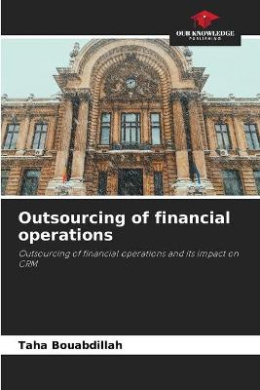 OUR KNOWLEDGE
PUBLISHING
Outsourcing of financial
operations
Outsourcing of financial operations and its impact on
CRM
Taha Bouabdillah